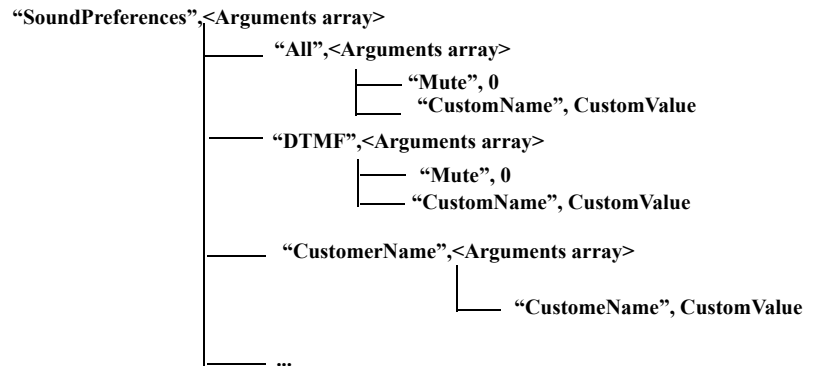 “SoundPreferences”,<Arguments array>
“All”,<Arguments array>
“Mute”, 0
“CustomName”, CustomValue
“DTMF”,<Arguments array>
“Mute”, 0
“CustomName”, CustomValue
“CustomerName”,<Arguments array>
“CustomeName”, CustomValue
...